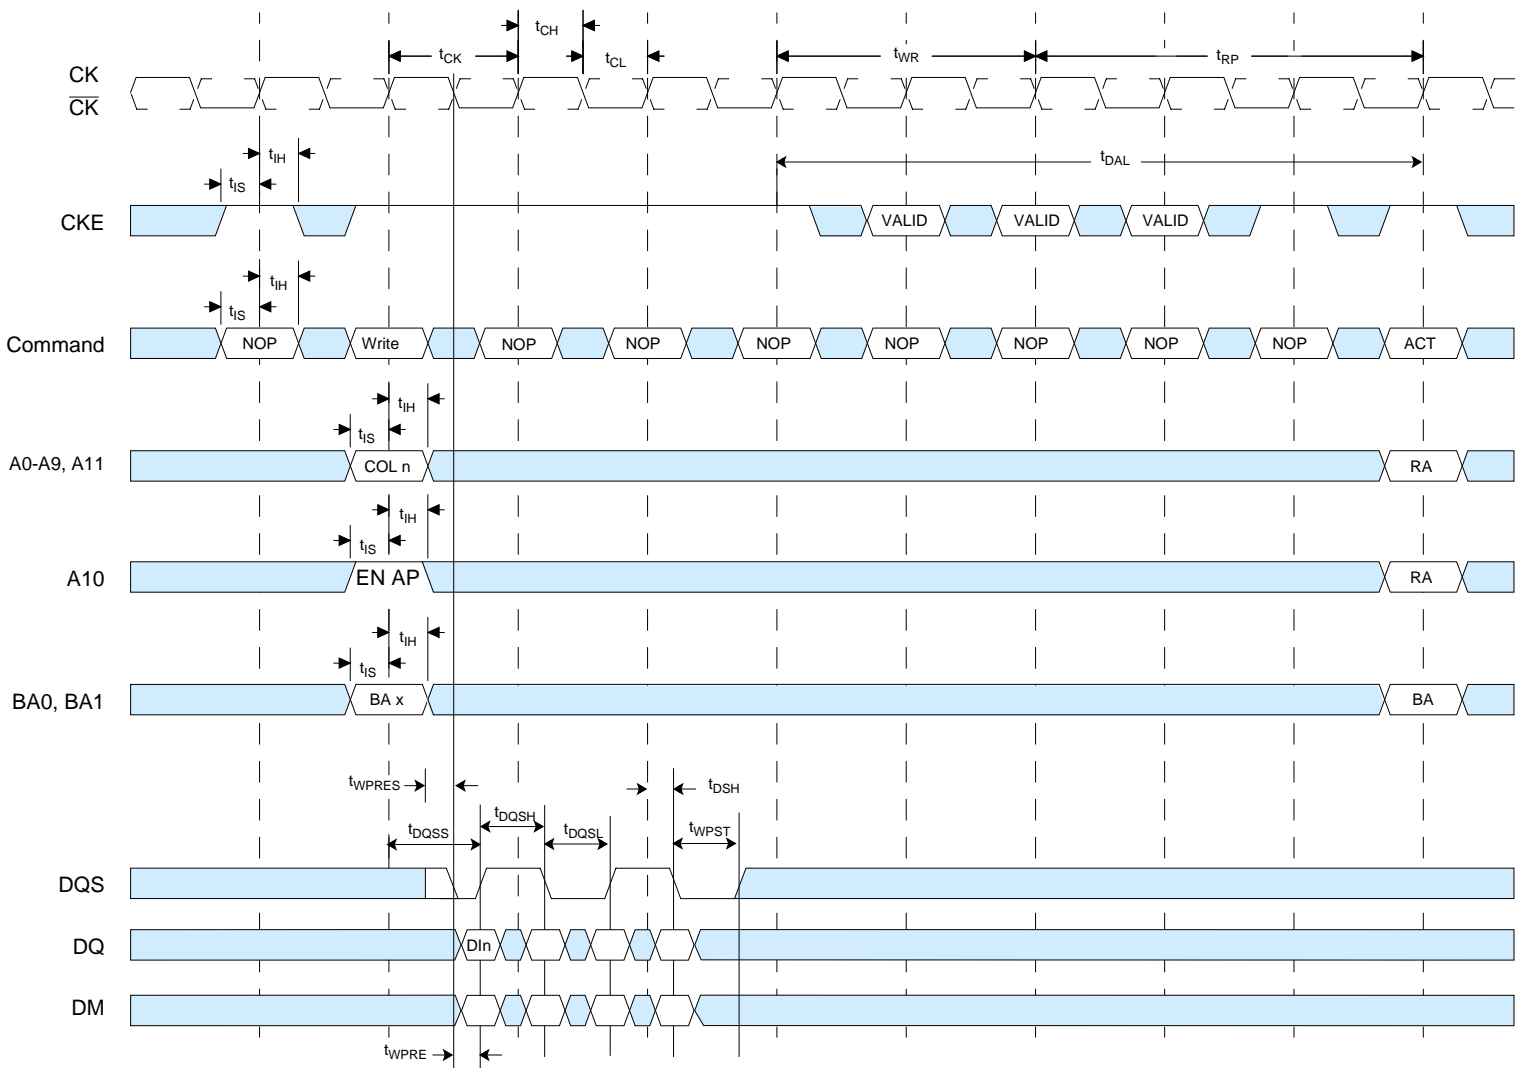 tCH
tCK
tCL
tWR
tRP
CK
CK
tIH
tDAL
tIS
CKE
VALID
VALID
VALID
tIH
tIS
Command
NOP
Write
NOP
NOP
NOP
NOP
NOP
NOP
NOP
ACT
tIH
tIS
A0-A9, A11
COL n
RA
tIH
tIS
A10
EN AP
RA
tIH
tIS
BA0, BA1
BA x
BA
tWPRES
tDSH
tDQSS
tDQSH
tDQSL
tWPST
DQS
DQ
DIn
DM
tWPRE